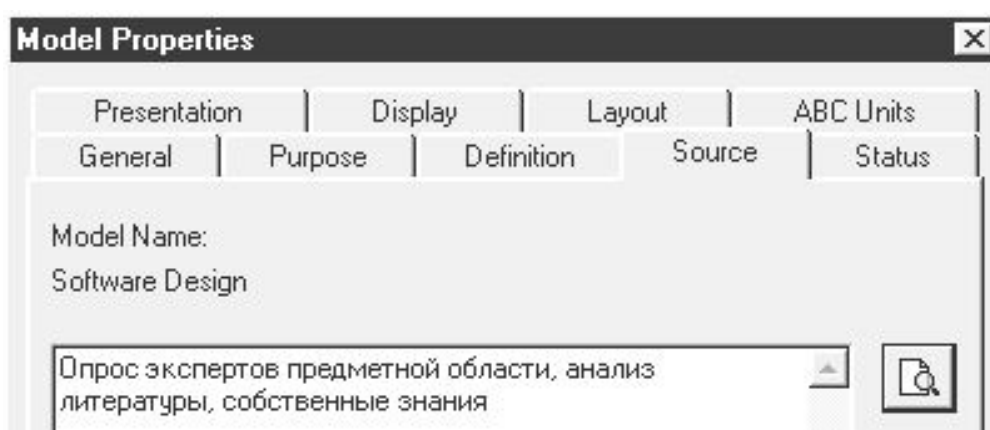 Model Properties
Presentation Display Layout ABC Units
General Purpose Definition Source Status
Model Name:
Software Design
Опрос экспертов предметной области, анализ
литературы, собственные знания